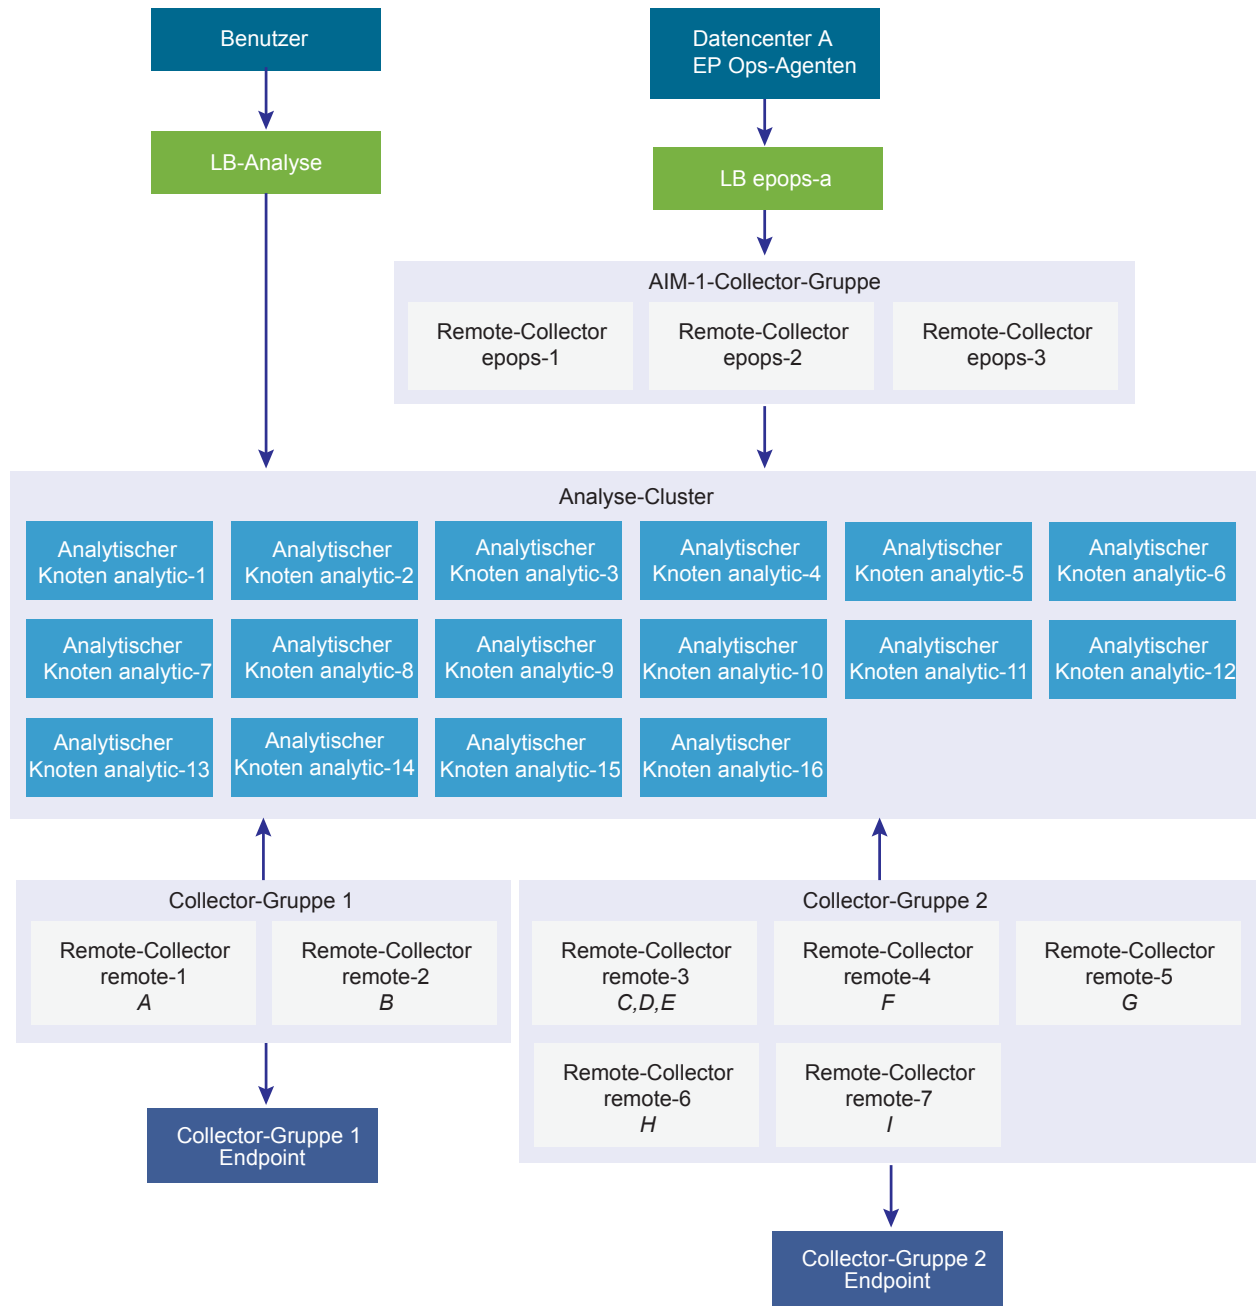 Benutzer
Datencenter A
EP Ops-Agenten
LB-Analyse
LB epops-a
AIM-1-Collector-Gruppe
Remote-Collector
epops-1
Remote-Collector
epops-2
Remote-Collector
epops-3
Analyse-Cluster
Analytischer
Knoten analytic-1
Analytischer
Knoten analytic-2
Analytischer
Knoten analytic-3
Analytischer
Knoten analytic-4
Analytischer
Knoten analytic-5
Analytischer
Knoten analytic-6
Analytischer
Knoten analytic-7
Analytischer
Knoten analytic-8
Analytischer
Knoten analytic-9
Analytischer
Knoten analytic-10
Analytischer
Knoten analytic-11
Analytischer
Knoten analytic-12
Analytischer
Knoten analytic-13
Analytischer
Knoten analytic-14
Analytischer
Knoten analytic-15
Analytischer
Knoten analytic-16
Collector-Gruppe 1
Remote-Collector
remote-1
A
Remote-Collector
remote-2
B
Collector-Gruppe 2
Remote-Collector
remote-3
C,D,E
Remote-Collector
remote-4
F
Remote-Collector
remote-5
G
Remote-Collector
remote-6
H
Remote-Collector
remote-7
I
Collector-Gruppe 1
Endpoint
Collector-Gruppe 2
Endpoint